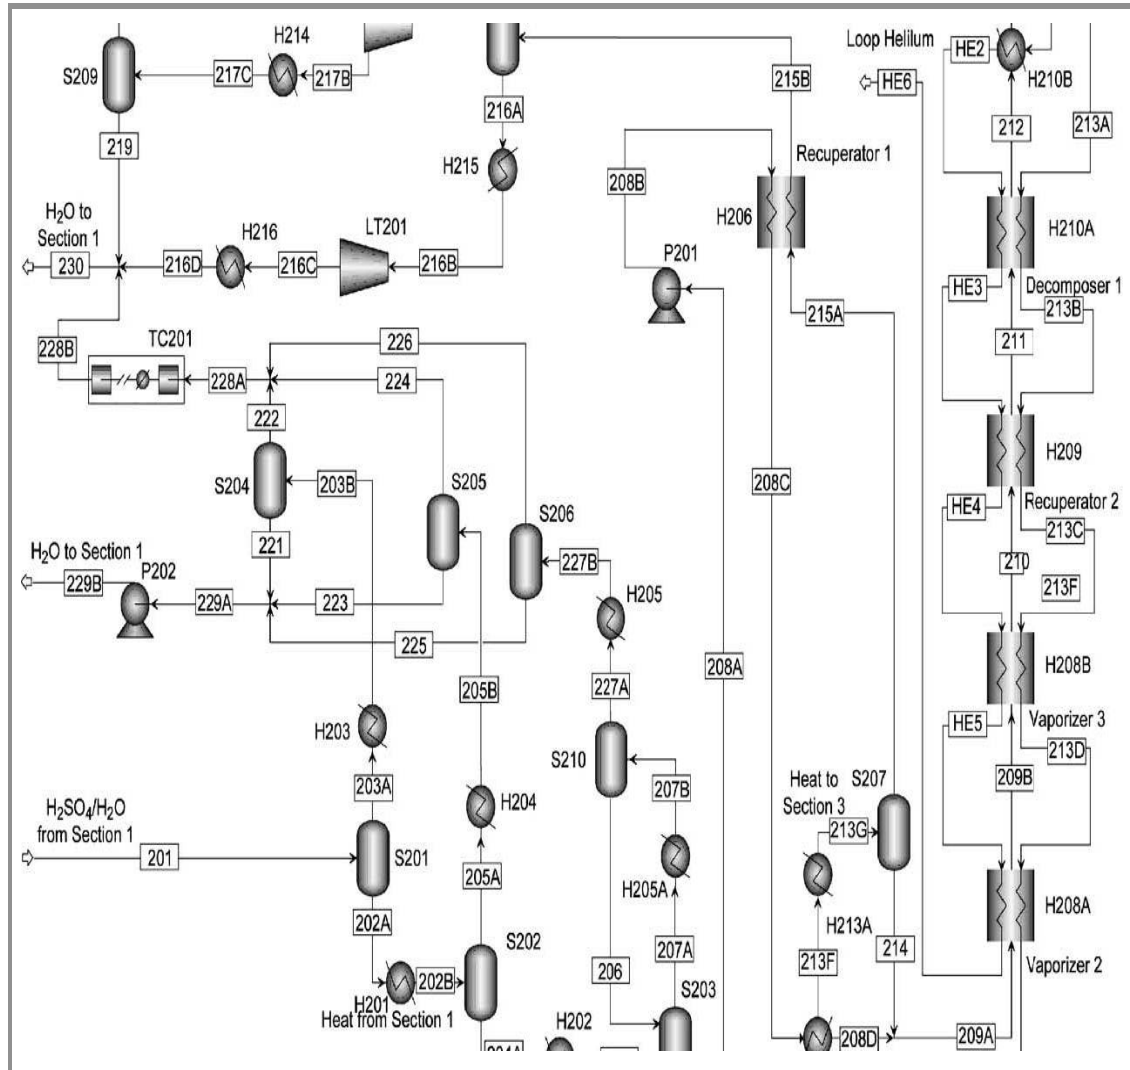 H214
S209
217C
217B
216A
219
H215
H2O to
Section 1
230
216D
H216
216C
LT201
216B
215B
208B
Recuperator 1
H206
P201
215A
Loop Helilum
HE6
HE2
H210B
212
213A
H210A
HE3
Decomposer 1
213B
211
228B
TC201
228A
226
224
222
S204
203B
S205
S206
221
227B
H2O to Section 1
229B
P202
229A
223
225
H205
205B
227A
208C
208A
H209
Recuperator 2
HE4
213C
210
213F
H208B
Vaporizer 3
HE5
213D
209B
H203
S210
203A
H204
207B
Heat to
Section 3
S207
213G
H2SO4/H2O
from Section 1
201
S201
205A
H205A
H213A
H208A
202A
S202
207A
214
213F
Vaporizer 2
H201
202B
206
S203
Heat from Section 1
H202
208D
209A